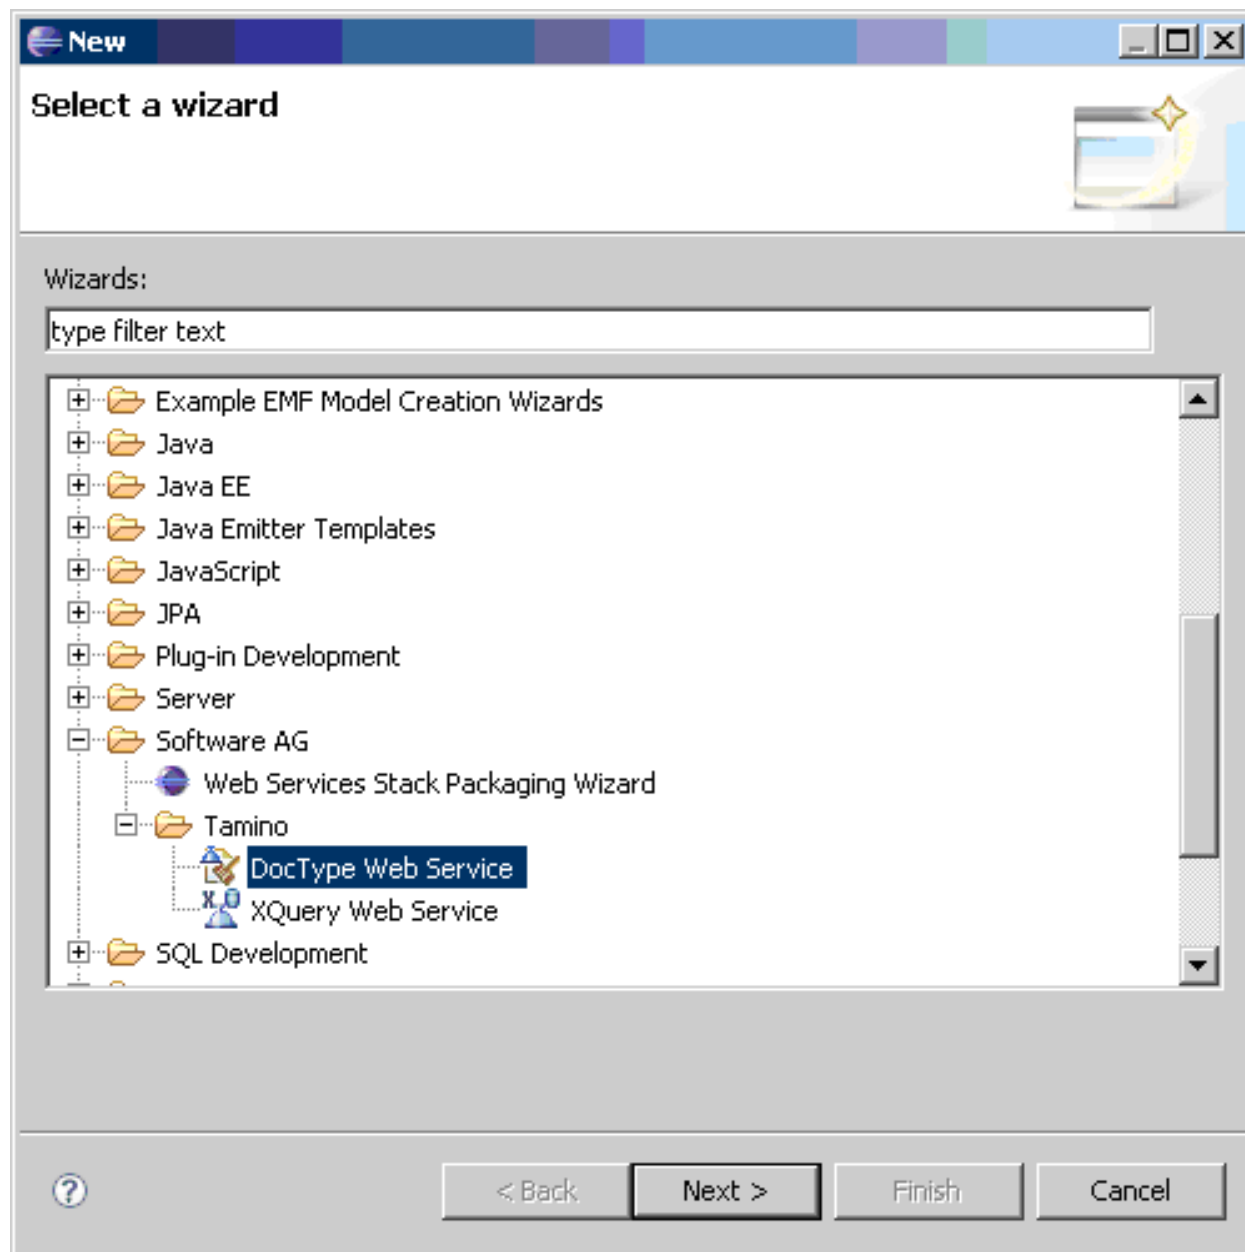 New
Select a wizard
Wizards:
type filter text
Example EMF Model Creation Wizards
Java
Java EE
Java Emitter Templates
JavaScript
JPA
Plug-in Development
Server
Software AG
Web Services Stack Packaging Wizard
Tamino
DocType Web Service
XQuery Web Service
SQL Development
? < Back Next > Finish Cancel